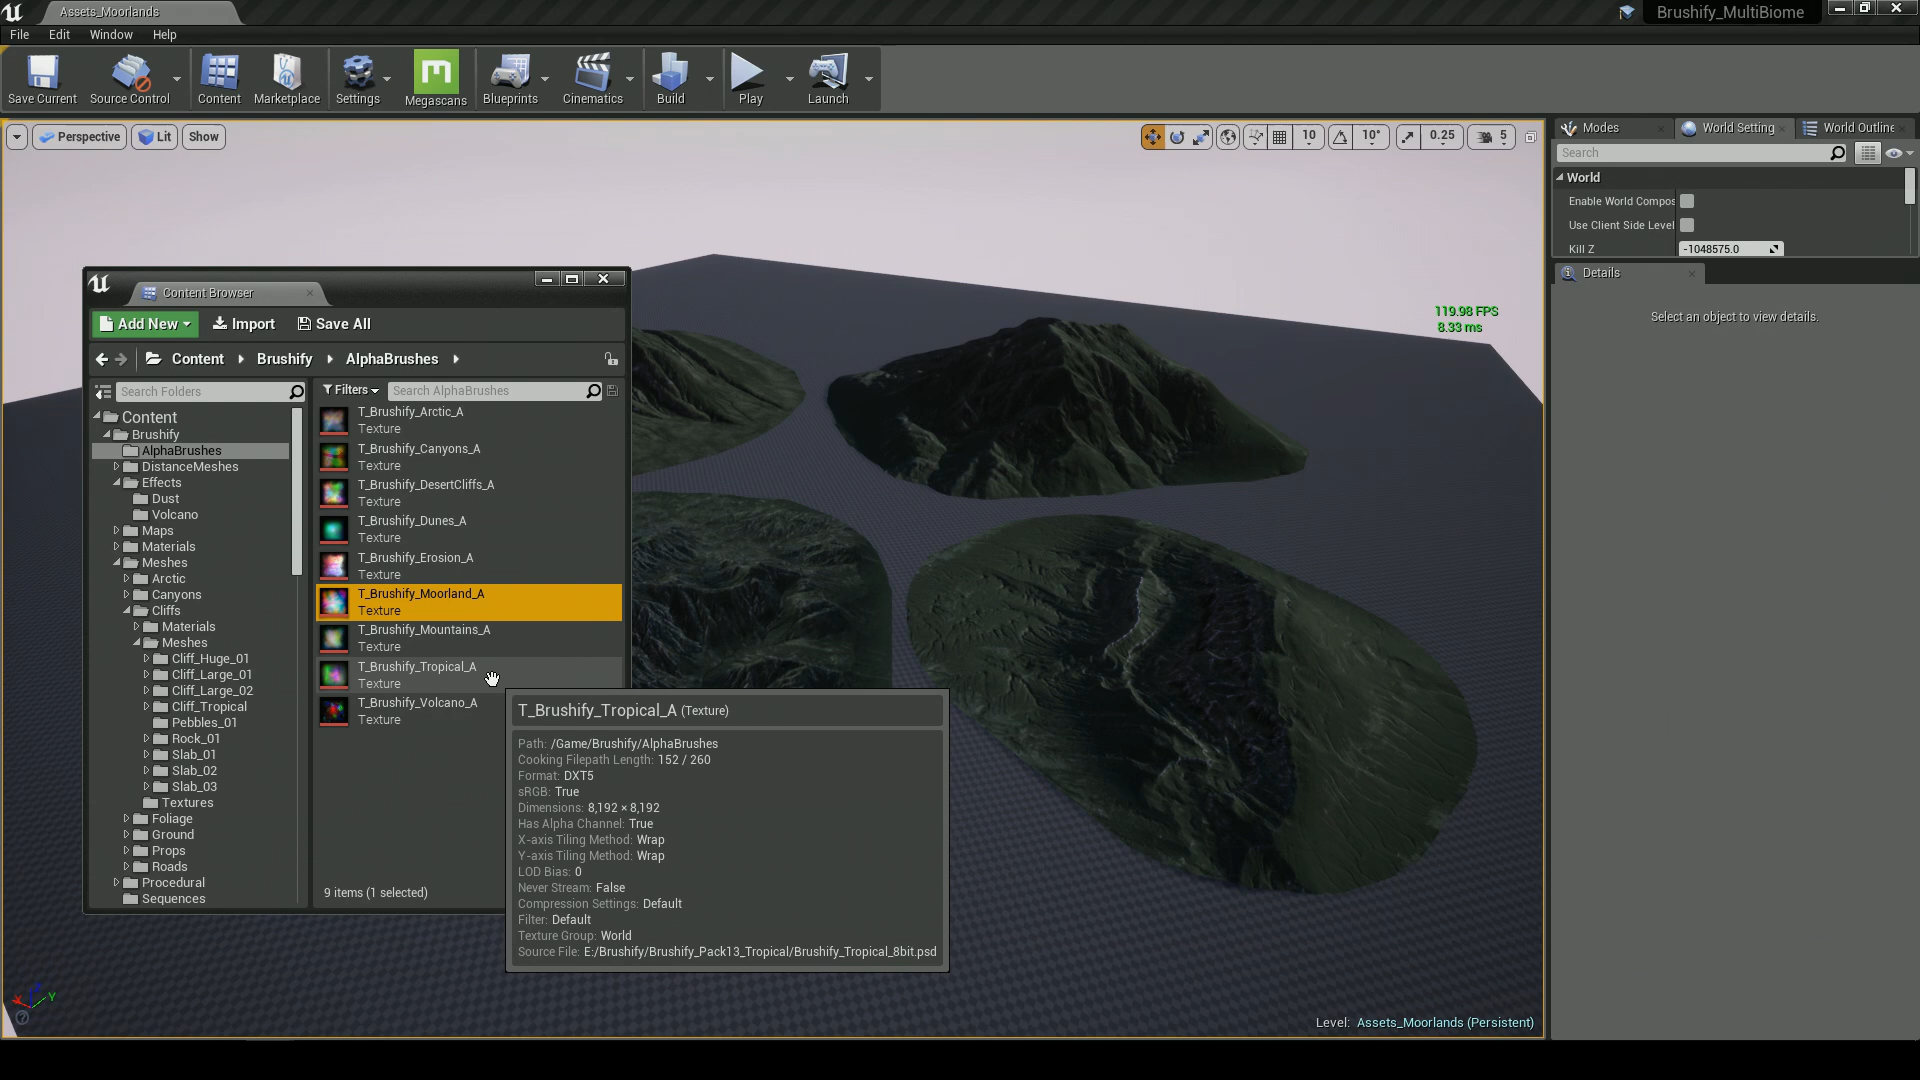 Assets_Moorlands
Brushify_MultiBiome
File Edit Window Help
Save Current
Source Control
Content
Marketplace
Settings
Megascans
Blueprints
Cinematics
Build
Play
Launch
Perspective
Lit
Show
10
10°
0.25
5
Modes
World Setting
World Outline
Search
World
Enable World Compos
Use Client Side Level
Kill Z
-1048575.0
Details
Select an object to view details.
119.98 FPS
8.33 ms
Content Browser
Add New
Import
Save All
Content
Brushify
AlphaBrushes
Search Folders
Filters
Search AlphaBrushes
Content
Brushify
AlphaBrushes
DistanceMeshes
Effects
Dust
Volcano
Maps
Materials
Meshes
Arctic
Canyons
Cliffs
Materials
Meshes
Cliff_Huge_01
Cliff_Large_01
Cliff_Large_02
Cliff_Tropical
Pebbles_01
Rock_01
Slab_01
Slab_02
Slab_03
Textures
Foliage
Ground
Props
Roads
Procedural
Sequences
T_Brushify_Arctic_A
Texture
T_Brushify_Canyons_A
Texture
T_Brushify_DesertCliffs_A
Texture
T_Brushify_Dunes_A
Texture
T_Brushify_Erosion_A
Texture
T_Brushify_Moorland_A
Texture
T_Brushify_Mountains_A
Texture
T_Brushify_Tropical_A
Texture
T_Brushify_Volcano_A
Texture
9 items (1 selected)
T_Brushify_Tropical_A (Texture)
Path: /Game/Brushify/AlphaBrushes
Cooking Filepath Length: 152 / 260
Format: DXT5
sRGB: True
Dimensions: 8,192 × 8,192
Has Alpha Channel: True
X-axis Tiling Method: Wrap
Y-axis Tiling Method: Wrap
LOD Bias: 0
Never Stream: False
Compression Settings: Default
Filter: Default
Texture Group: World
Source File: E:/Brushify/Brushify_Pack13_Tropical/Brushify_Tropical_8bit.psd
X
Y
Level: Assets_Moorlands (Persistent)